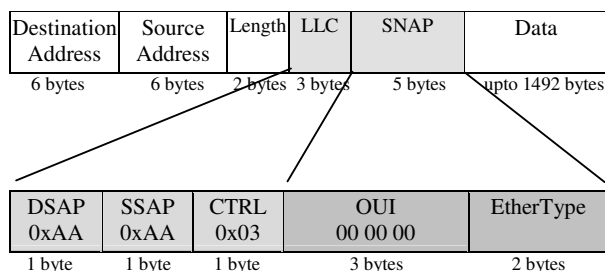 Destination Address Source Address Length LLC SNAP Data
6 bytes 6 bytes 2 bytes 3 bytes 5 bytes upto 1492 bytes
DSAP SSAP CTRL OUI EtherType
0xAA 0xAA 0x03 00 00 00
1 byte 1 byte 1 byte 3 bytes 2 bytes